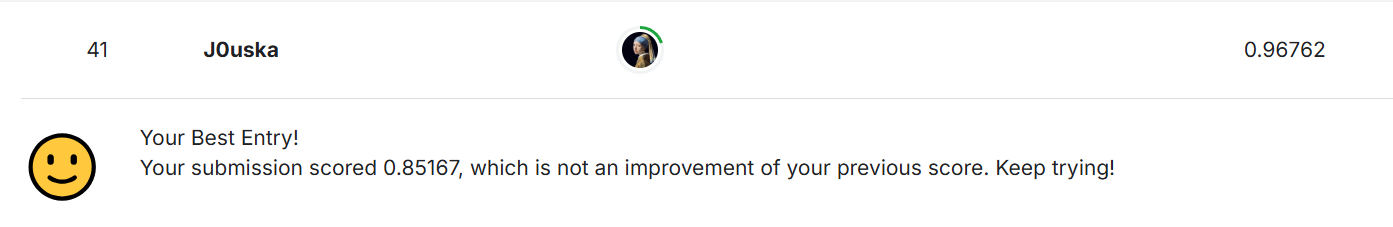 41 J0uska 0.96762
Your Best Entry!
Your submission scored 0.85167, which is not an improvement of your previous score. Keep trying!